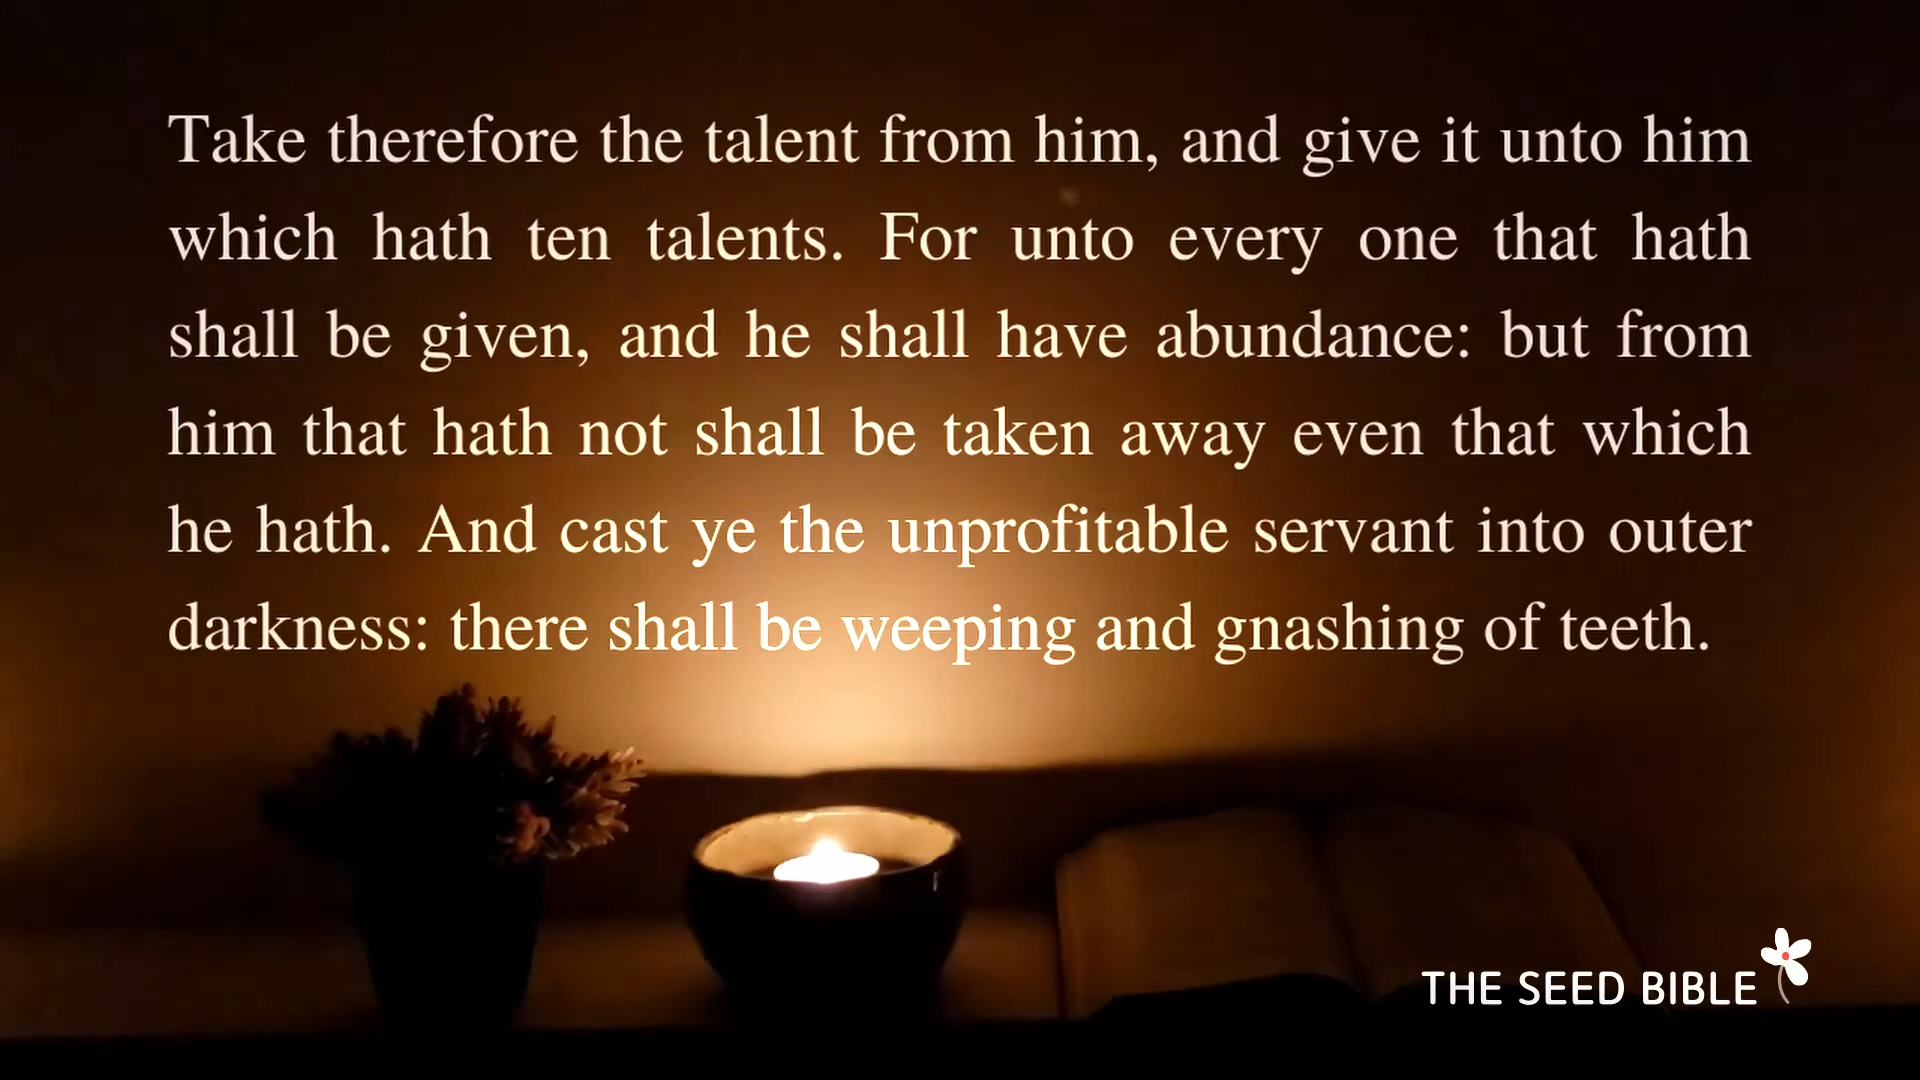 Take therefore the talent from him, and give it unto him
which hath ten talents. For unto every one that hath
shall be given, and he shall have abundance: but from
him that hath not shall be taken away even that which
he hath. And cast ye the unprofitable servant into outer
darkness: there shall be weeping and gnashing of teeth.
THE SEED BIBLE